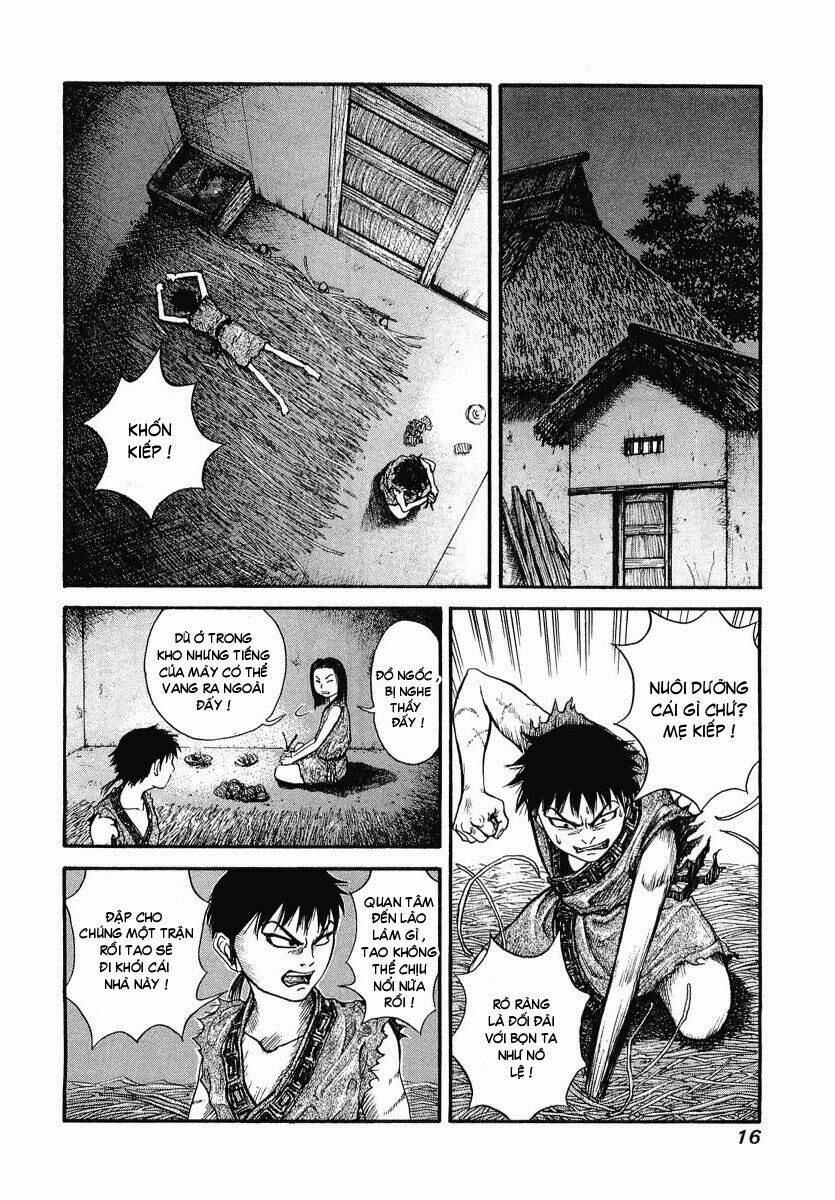 KHỐN
KIẾP !
NUÔI DƯỠNG
CÁI GÌ CHỨ?
MẸ KIẾP !
RÕ RÀNG
LÀ ĐỐI ĐÃI
VỚI BỌN TA
NHƯ NÔ
LỆ !
ĐỒ NGỐC,
BỊ NGHE
THẤY
ĐẤY !
DÙ Ở TRONG
KHO NHƯNG TIẾNG
CỦA MÀY CÓ THỂ
VANG RA NGOÀI
ĐẤY !
QUAN TÂM
ĐẾN LÃO
LÀM GÌ,
TAO KHÔNG
THỂ CHỊU
NỔI NỮA
RỒI !
ĐẬP CHO
CHÚNG MỘT TRẬN
RỒI TAO SẼ
ĐI KHỎI CÁI
NHÀ NÀY !
16